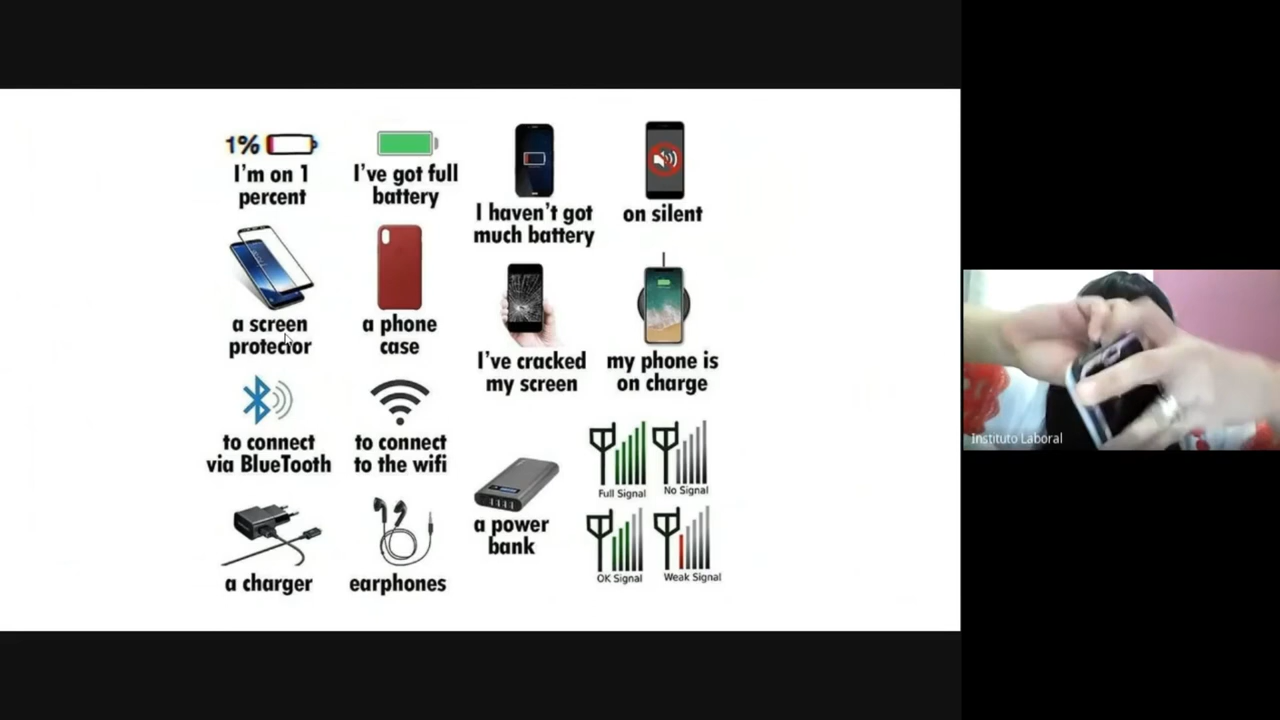 1%
I'm on 1
percent
I've got full
battery
I haven't got
much battery
on silent
a screen
protector
a phone
case
I've cracked
my screen
my phone is
on charge
to connect
via BlueTooth
to connect
to the wifi
a power
bank
Full Signal
No Signal
OK Signal
Weak Signal
a charger
earphones
Instituto Laboral